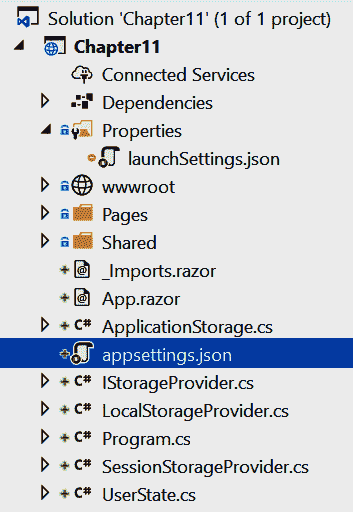 Solution 'Chapter11' (1 of 1 project)
Chapter11
Connected Services
Dependencies
Properties
launchSettings.json
wwwroot
Pages
Shared
_Imports.razor
App.razor
C# ApplicationStorage.cs
appsettings.json
C# IStorageProvider.cs
C# LocalStorageProvider.cs
C# Program.cs
C# SessionStorageProvider.cs
C# UserState.cs